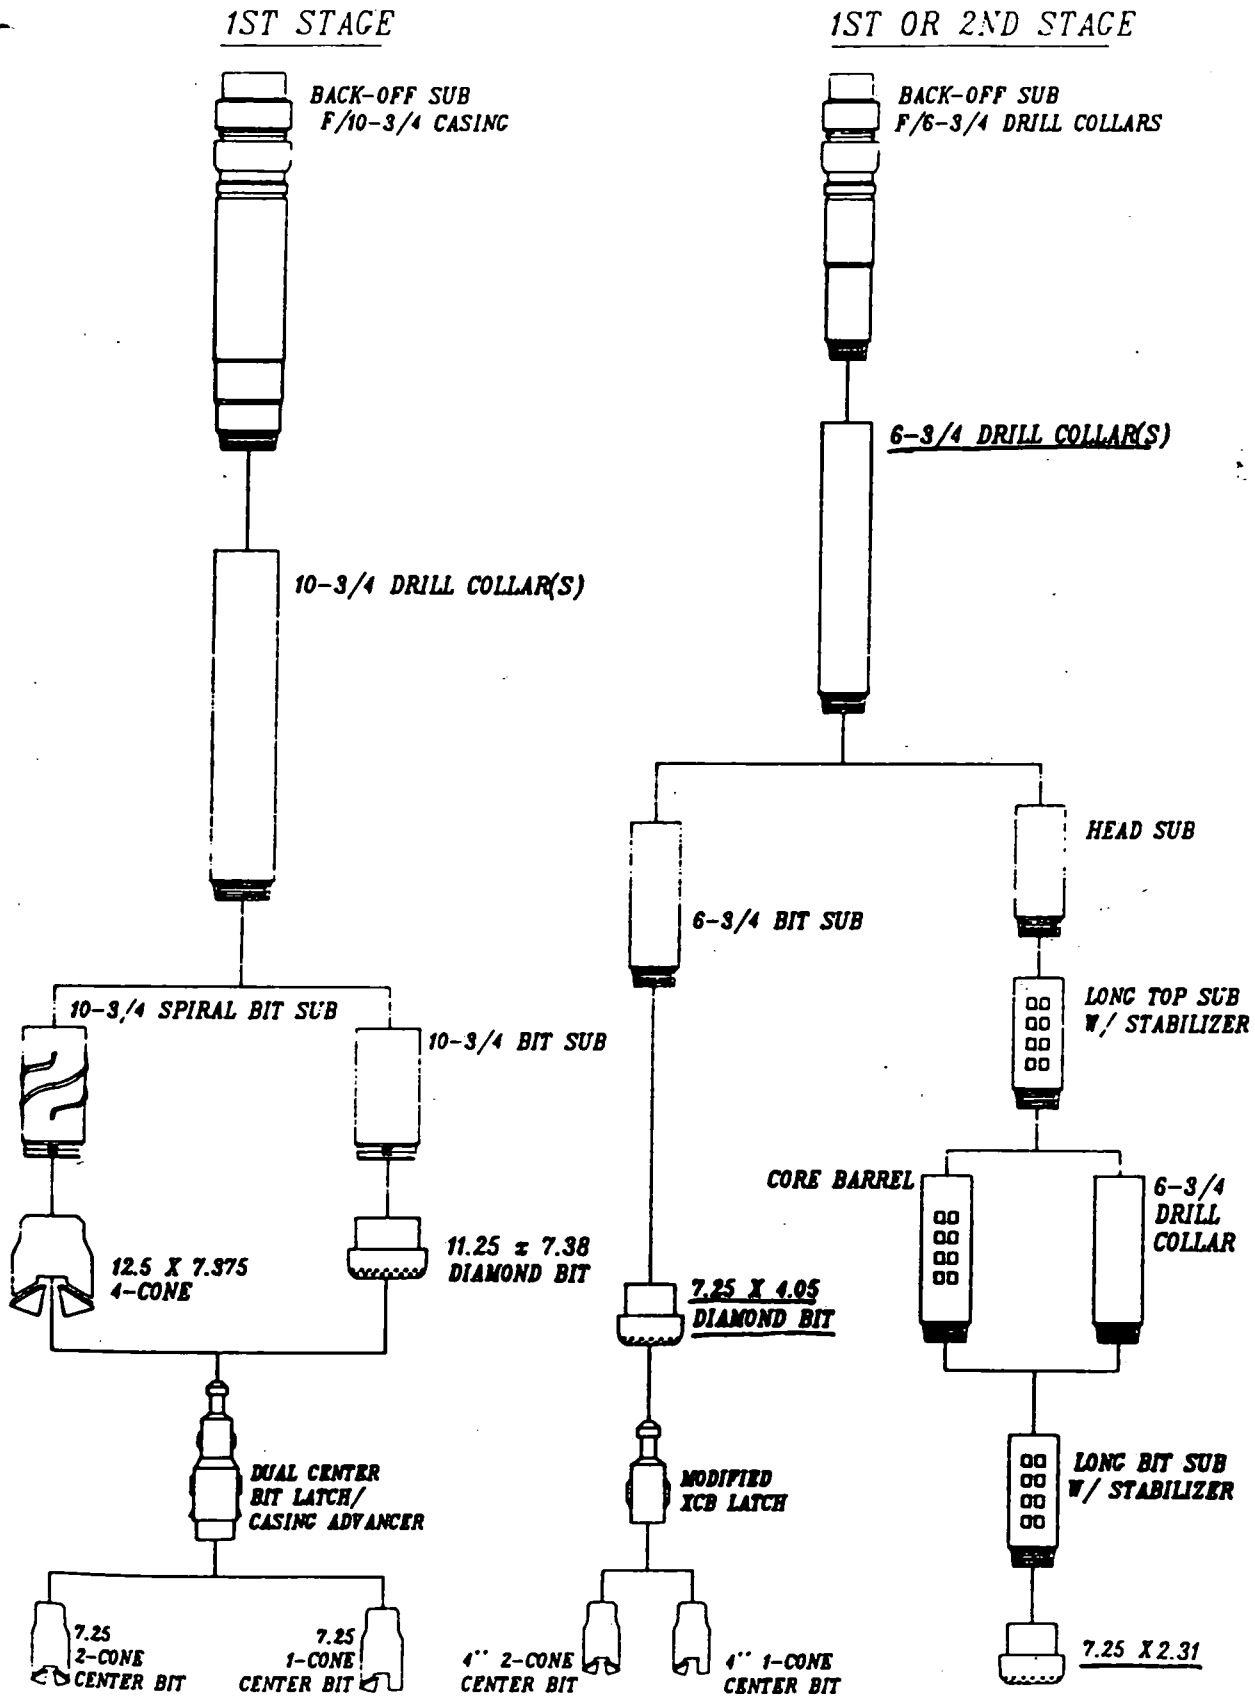 1ST STAGE
BACK-OFF SUB
F/10-3/4 CASING
10-3/4 DRILL COLLAR(S)
10-3/4 SPIRAL BIT SUB
10-3/4 BIT SUB
12.5 X 7.375
4-CONE
11.25 x 7.38
DIAMOND BIT
DUAL CENTER
BIT LATCH/
CASING ADVANCER
7.25
2-CONE
CENTER BIT
7.25
1-CONE
CENTER BIT
1ST OR 2ND STAGE
BACK-OFF SUB
F/6-3/4 DRILL COLLARS
6-3/4 DRILL COLLAR(S)
6-3/4 BIT SUB
7.25 X 4.05
DIAMOND BIT
MODIFIED
XCB LATCH
4'' 2-CONE
CENTER BIT
4'' 1-CONE
CENTER BIT
HEAD SUB
LONG TOP SUB
W/ STABILIZER
CORE BARREL
6-3/4
DRILL
COLLAR
LONG BIT SUB
W/ STABILIZER
7.25 X 2.31